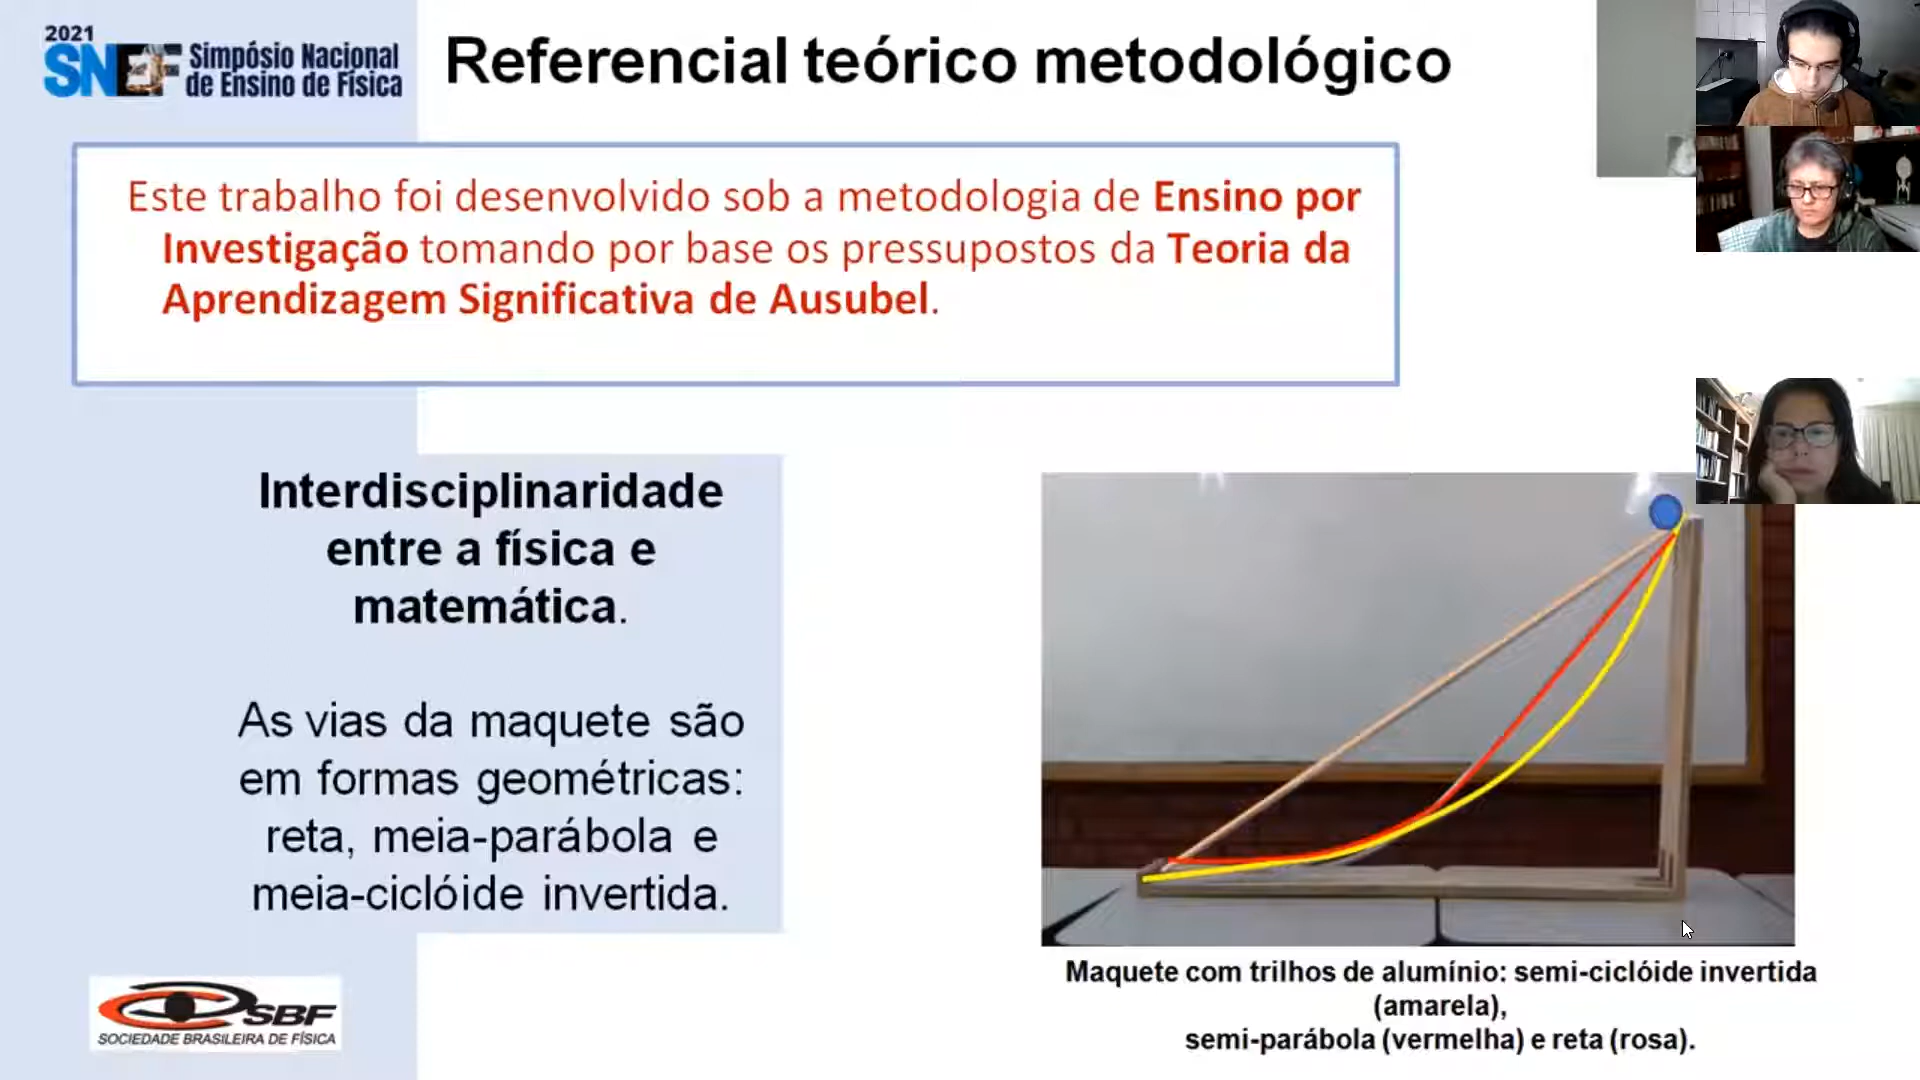 2021
SNEF Simpósio Nacional
de Ensino de Física
Referencial teórico metodológico
Este trabalho foi desenvolvido sob a metodologia de Ensino por
Investigação tomando por base os pressupostos da Teoria da
Aprendizagem Significativa de Ausubel.
Interdisciplinaridade
entre a física e
matemática.
As vias da maquete são
em formas geométricas:
reta, meia-parábola e
meia-ciclóide invertida.
Maquete com trilhos de alumínio: semi-ciclóide invertida
(amarela),
semi-parábola (vermelha) e reta (rosa).
SBF
SOCIEDADE BRASILEIRA DE FÍSICA